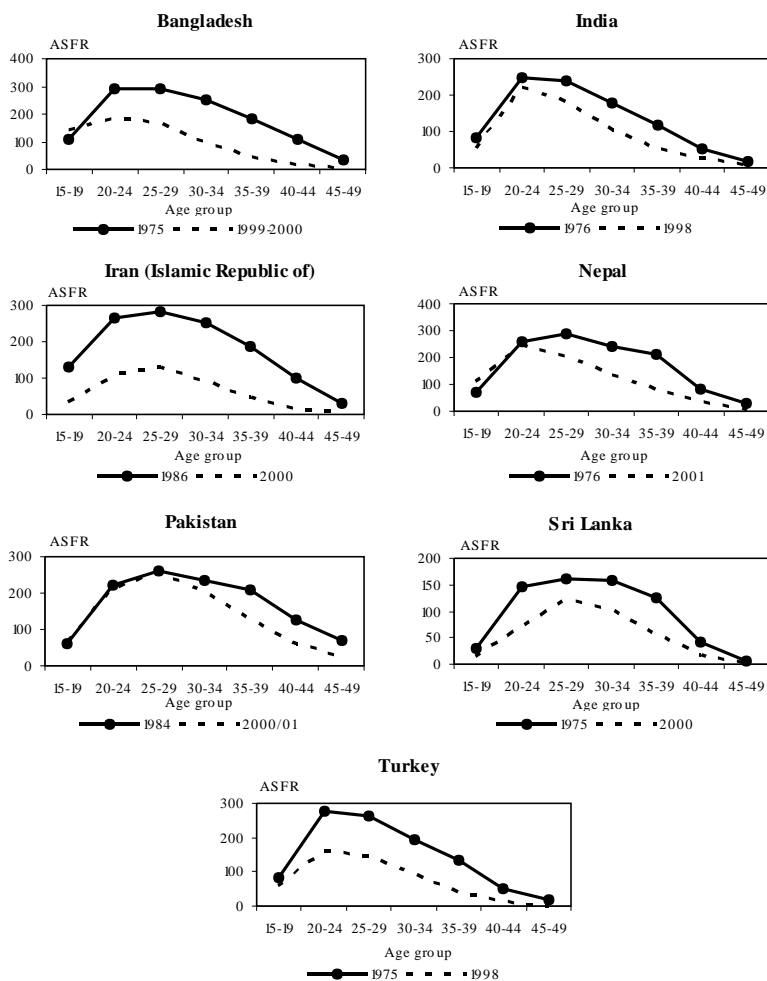 Bangladesh
ASFR
400
300
200
100
0
15-19 20-24 25-29 30-34 35-39 40-44 45-49
Age group
1975 1999-2000
India
ASFR
300
200
100
0
15-19 20-24 25-29 30-34 35-39 40-44 45-49
Age group
1976 1998
Iran (Islamic Republic of)
ASFR
300
200
100
0
15-19 20-24 25-29 30-34 35-39 40-44 45-49
Age group
1986 2000
Nepal
ASFR
400
300
200
100
0
15-19 20-24 25-29 30-34 35-39 40-44 45-49
Age group
1976 2001
Pakistan
ASFR
300
200
100
0
15-19 20-24 25-29 30-34 35-39 40-44 45-49
Age group
1984 2000/01
Sri Lanka
ASFR
200
150
100
50
0
15-19 20-24 25-29 30-34 35-39 40-44 45-49
Age group
1975 2000
Turkey
ASFR
300
200
100
0
15-19 20-24 25-29 30-34 35-39 40-44 45-49
Age group
1975 1998